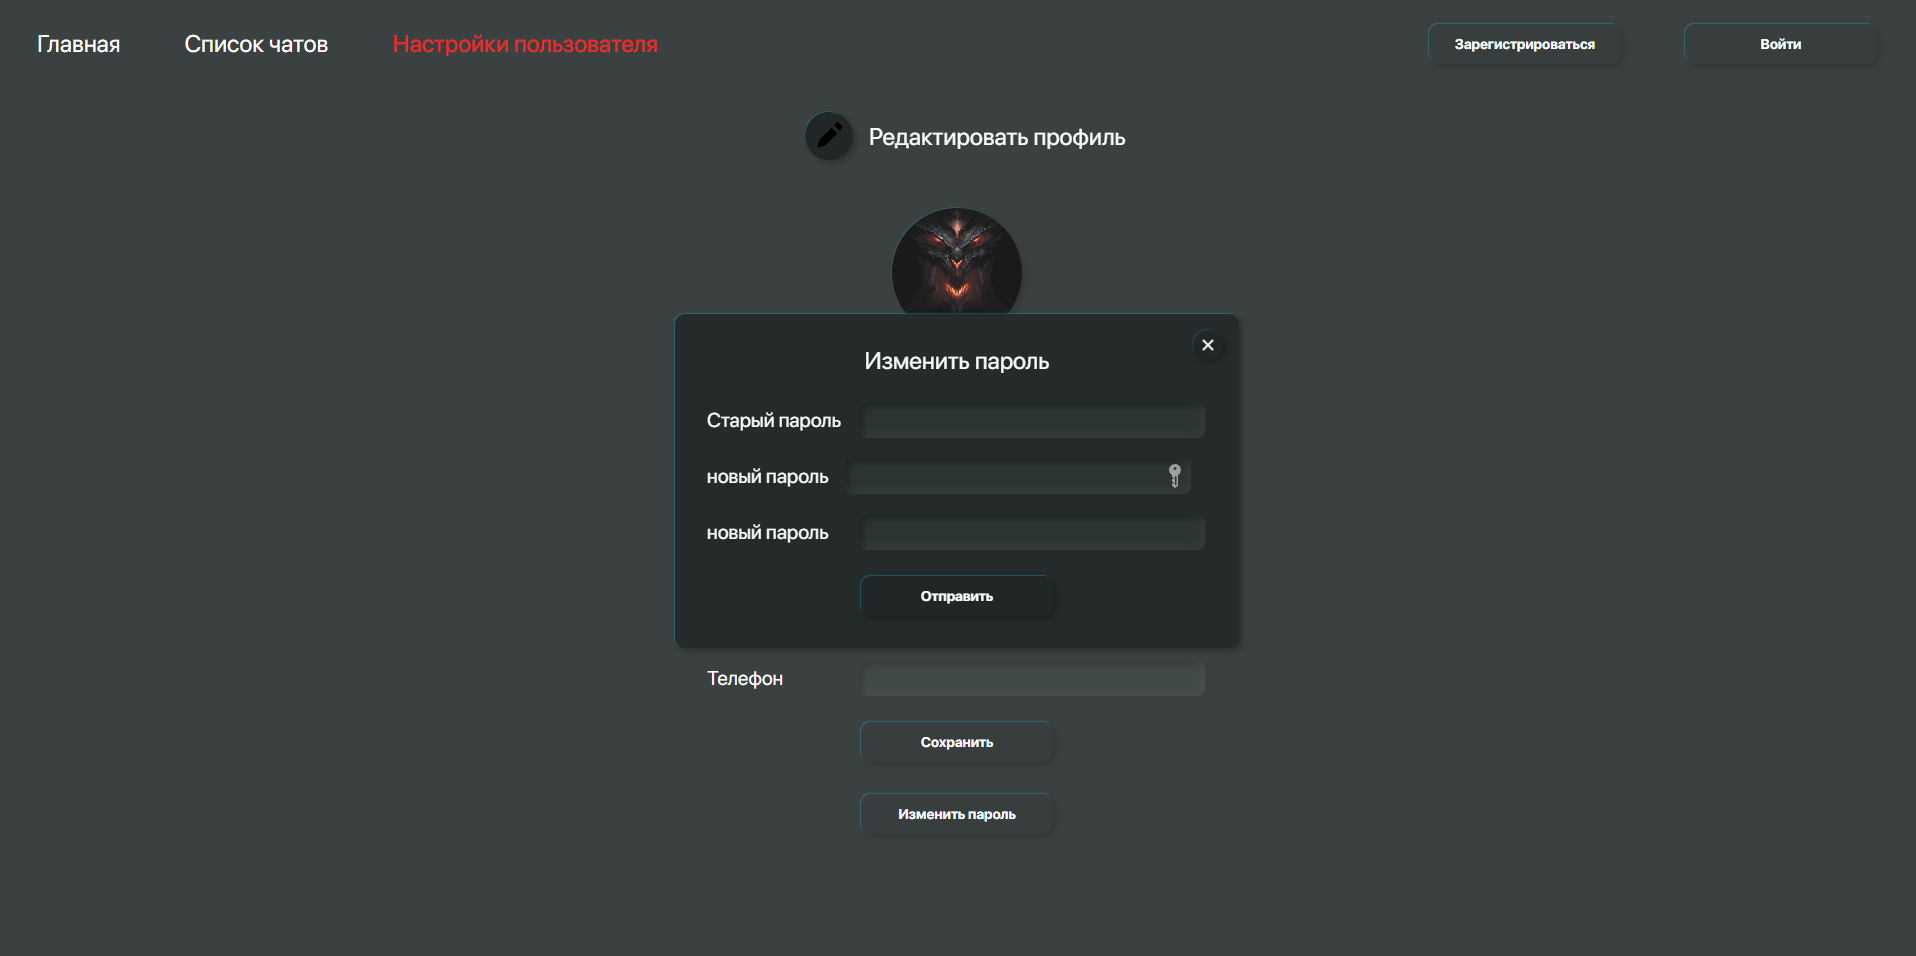 Главная
Список чатов
Настройки пользователя
Зарегистрироваться
Войти
Редактировать профиль
Изменить пароль
Старый пароль
новый пароль
новый пароль
Отправить
Телефон
Сохранить
Изменить пароль